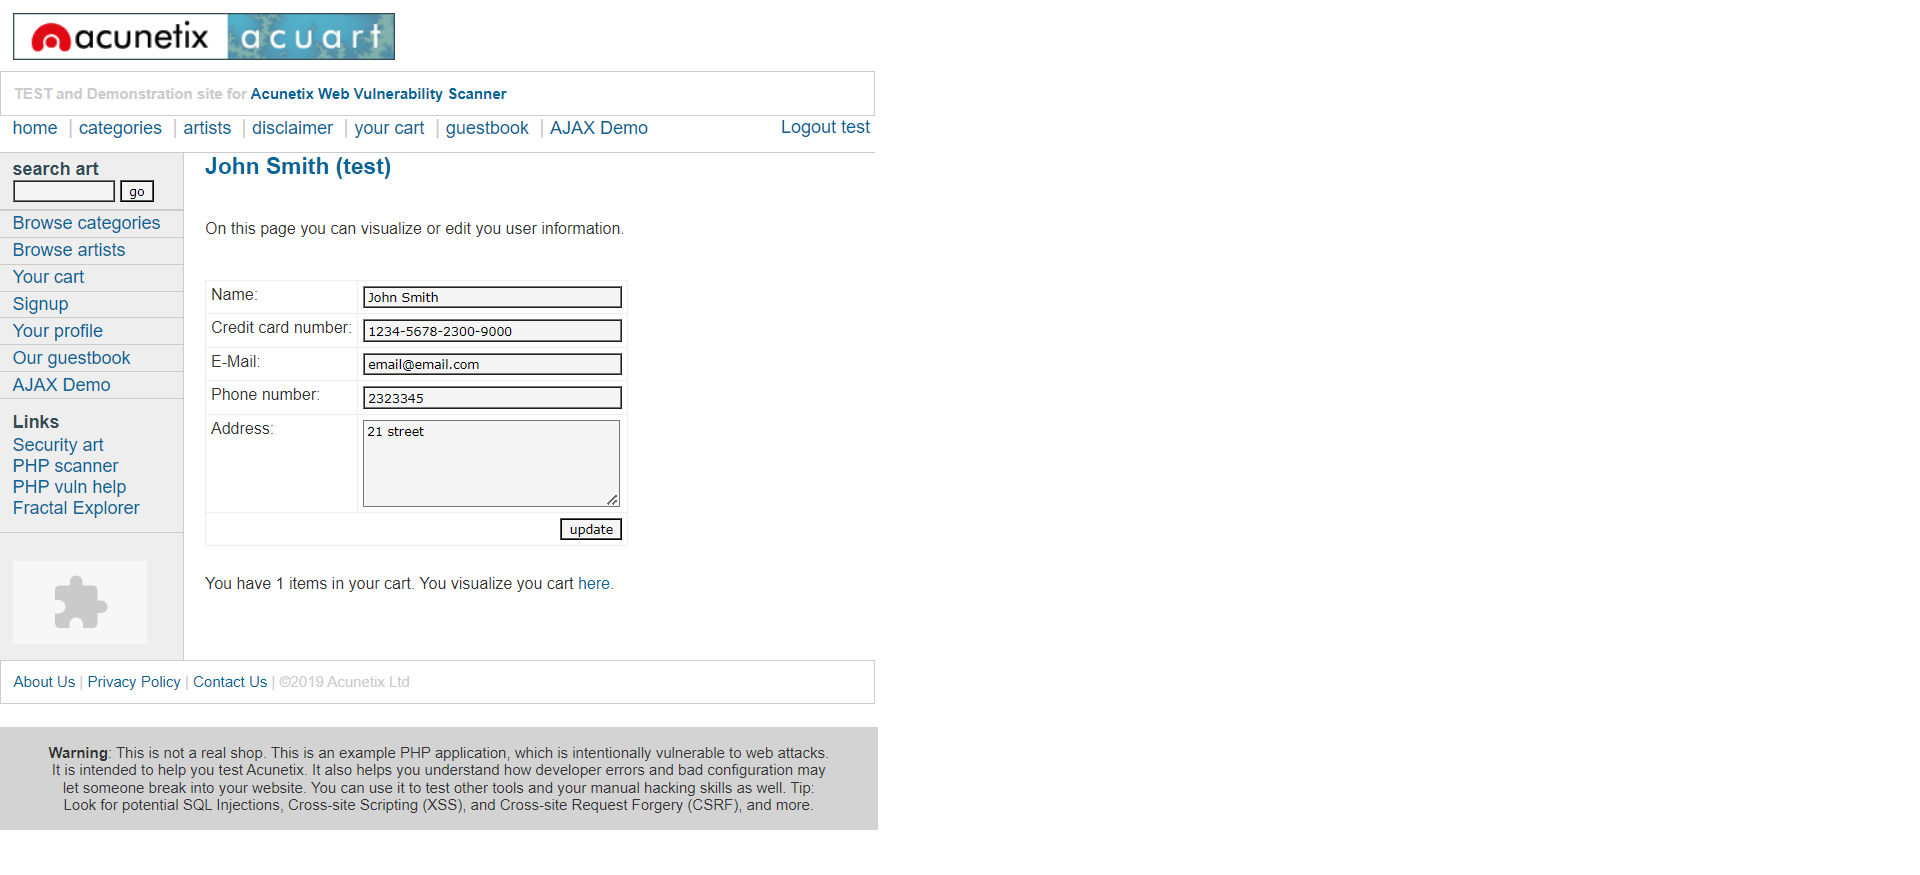 acunetix acuart
TEST and Demonstration site for Acunetix Web Vulnerability Scanner
home | categories | artists | disclaimer | your cart | guestbook | AJAX Demo
Logout test
search art
go
Browse categories
Browse artists
Your cart
Signup
Your profile
Our guestbook
AJAX Demo
Links
Security art
PHP scanner
PHP vuln help
Fractal Explorer
John Smith (test)
On this page you can visualize or edit you user information.
Name: John Smith
Credit card number: 1234-5678-2300-9000
E-Mail: email@email.com
Phone number: 2323345
Address: 21 street
update
You have 1 items in your cart. You visualize you cart here.
About Us | Privacy Policy | Contact Us | ©2019 Acunetix Ltd
Warning: This is not a real shop. This is an example PHP application, which is intentionally vulnerable to web attacks.
It is intended to help you test Acunetix. It also helps you understand how developer errors and bad configuration may
let someone break into your website. You can use it to test other tools and your manual hacking skills as well. Tip:
Look for potential SQL Injections, Cross-site Scripting (XSS), and Cross-site Request Forgery (CSRF), and more.